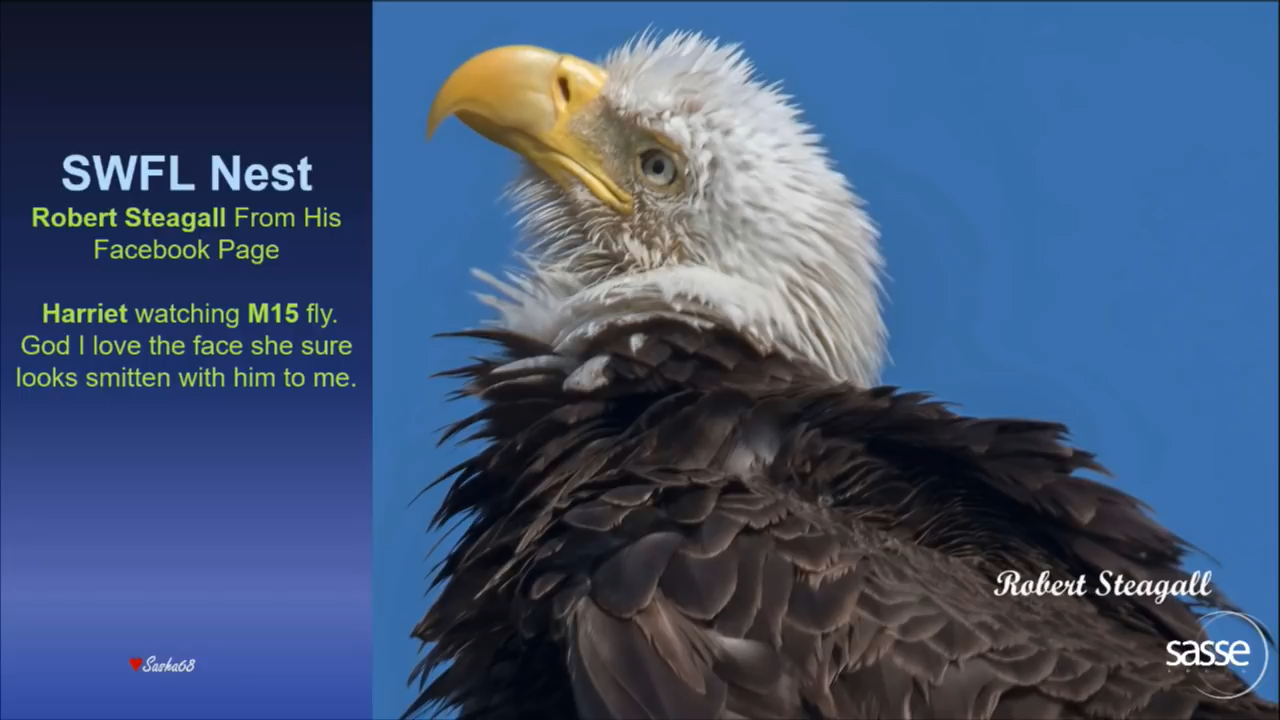 SWFL Nest
Robert Steagall From His
Facebook Page
Harriet watching M15 fly.
God I love the face she sure
looks smitten with him to me.
♥Sasha68
Robert Steagall
sasse